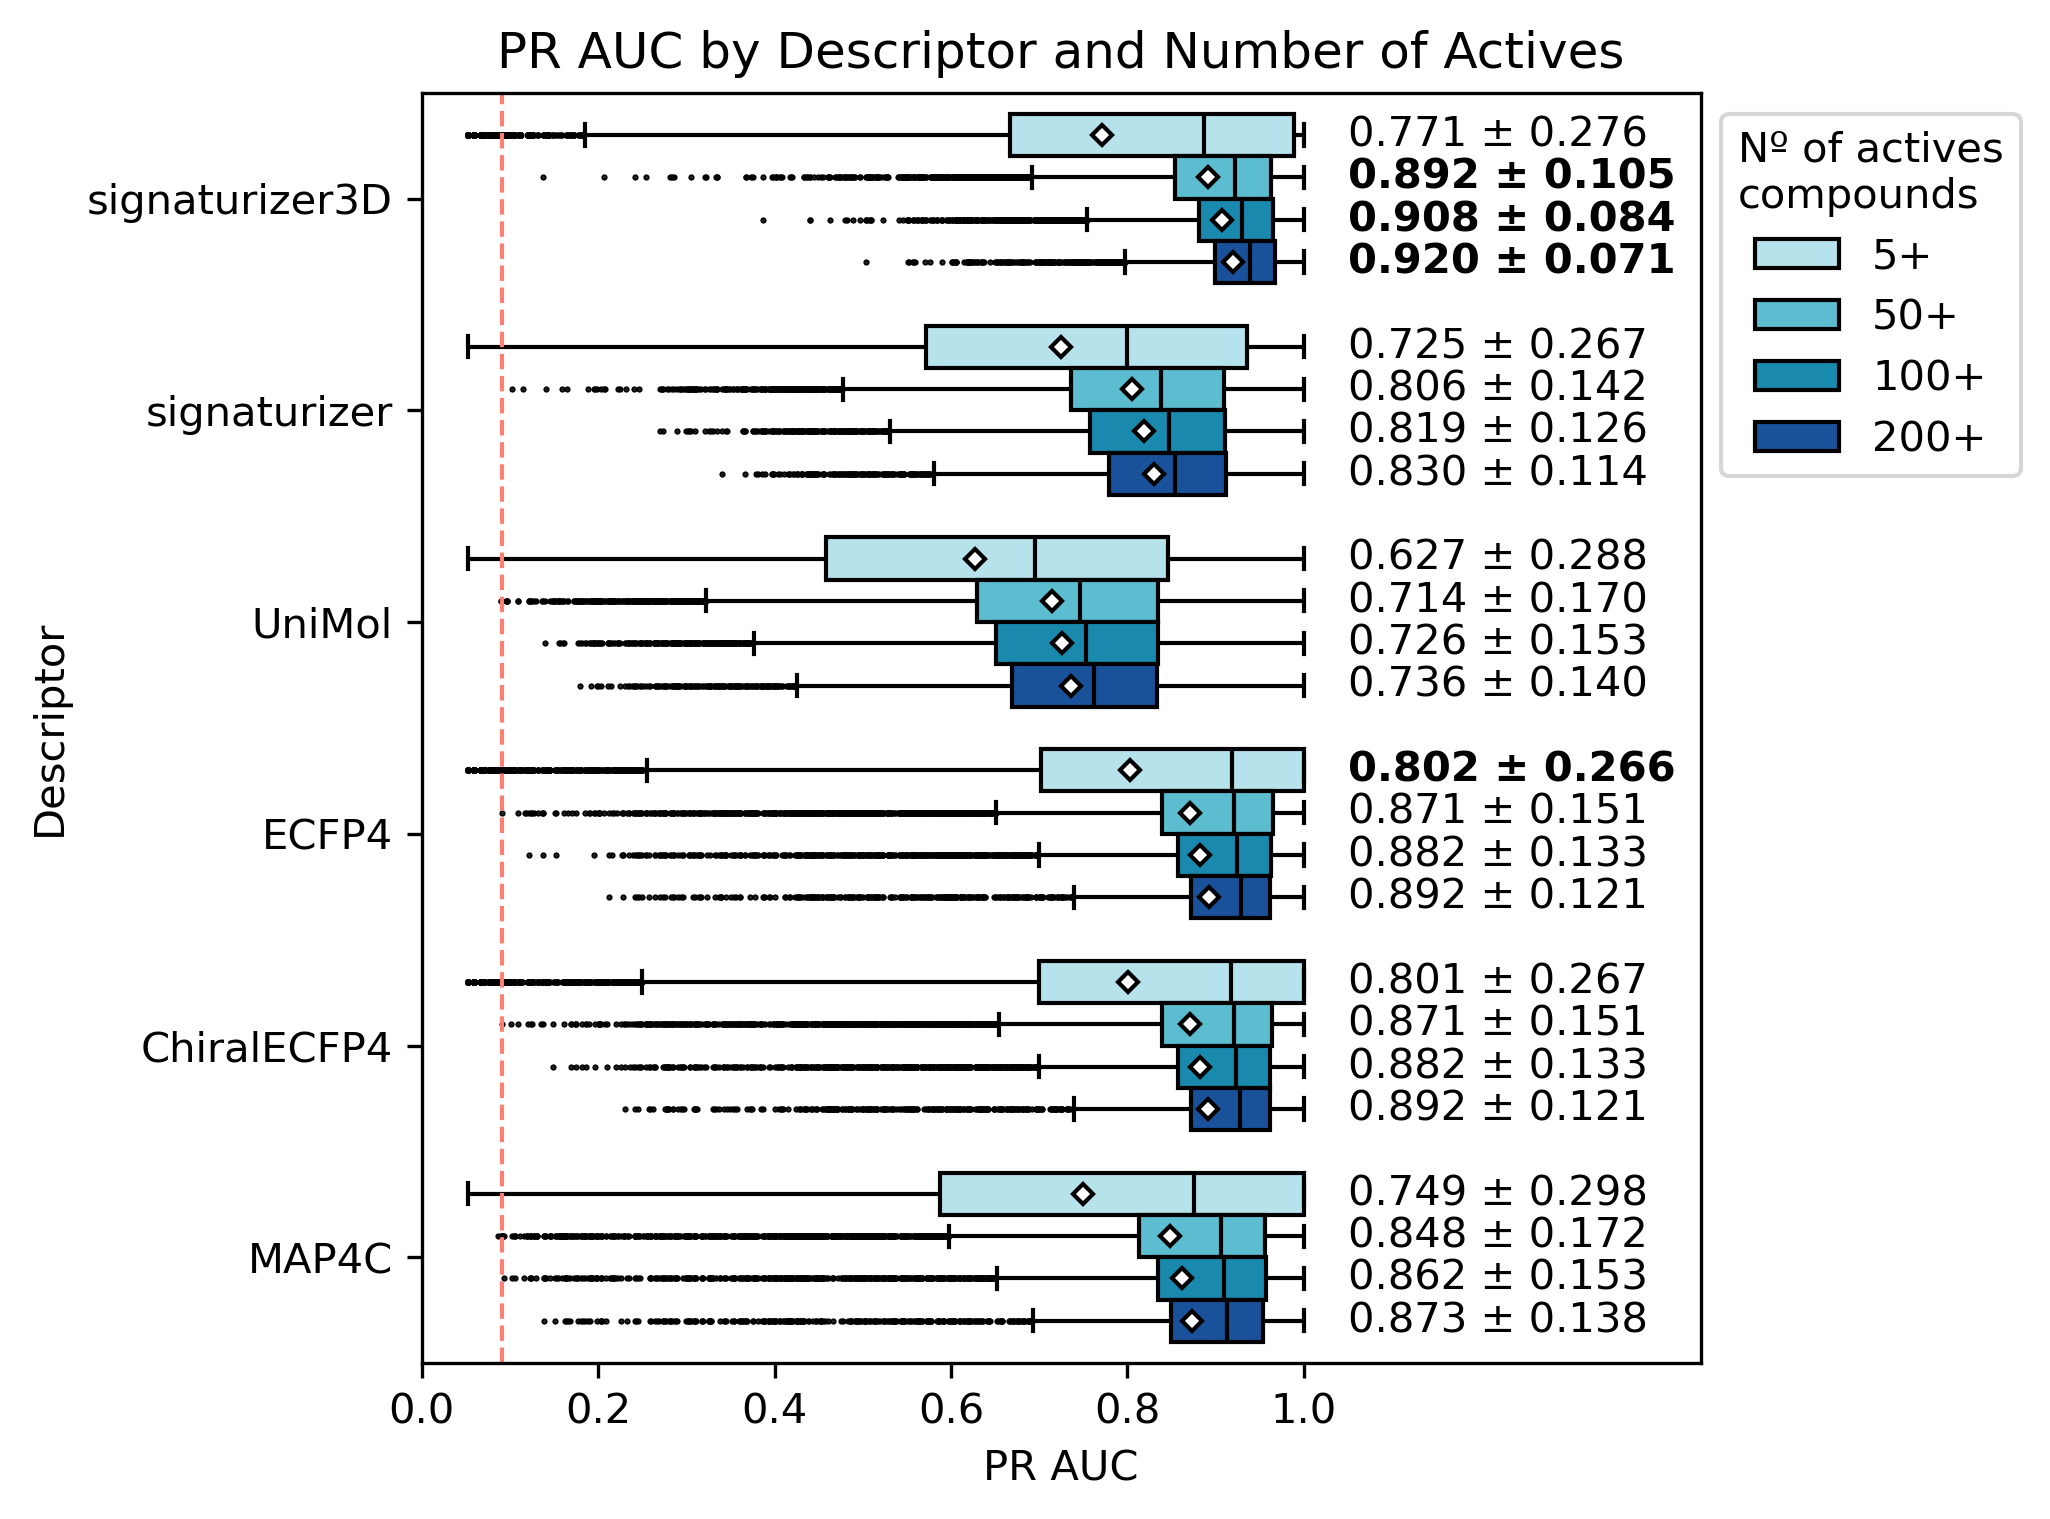 PR AUC by Descriptor and Number of Actives
signaturizer3D
0.771 ± 0.276
0.892 ± 0.105
0.908 ± 0.084
0.920 ± 0.071
signaturizer
0.725 ± 0.267
0.806 ± 0.142
0.819 ± 0.126
0.830 ± 0.114
UniMol
0.627 ± 0.288
0.714 ± 0.170
0.726 ± 0.153
0.736 ± 0.140
ECFP4
0.802 ± 0.266
0.871 ± 0.151
0.882 ± 0.133
0.892 ± 0.121
ChiralECFP4
0.801 ± 0.267
0.871 ± 0.151
0.882 ± 0.133
0.892 ± 0.121
MAP4C
0.749 ± 0.298
0.848 ± 0.172
0.862 ± 0.153
0.873 ± 0.138
Descriptor
0.0 0.2 0.4 0.6 0.8 1.0
PR AUC
Nº of actives
compounds
5+
50+
100+
200+